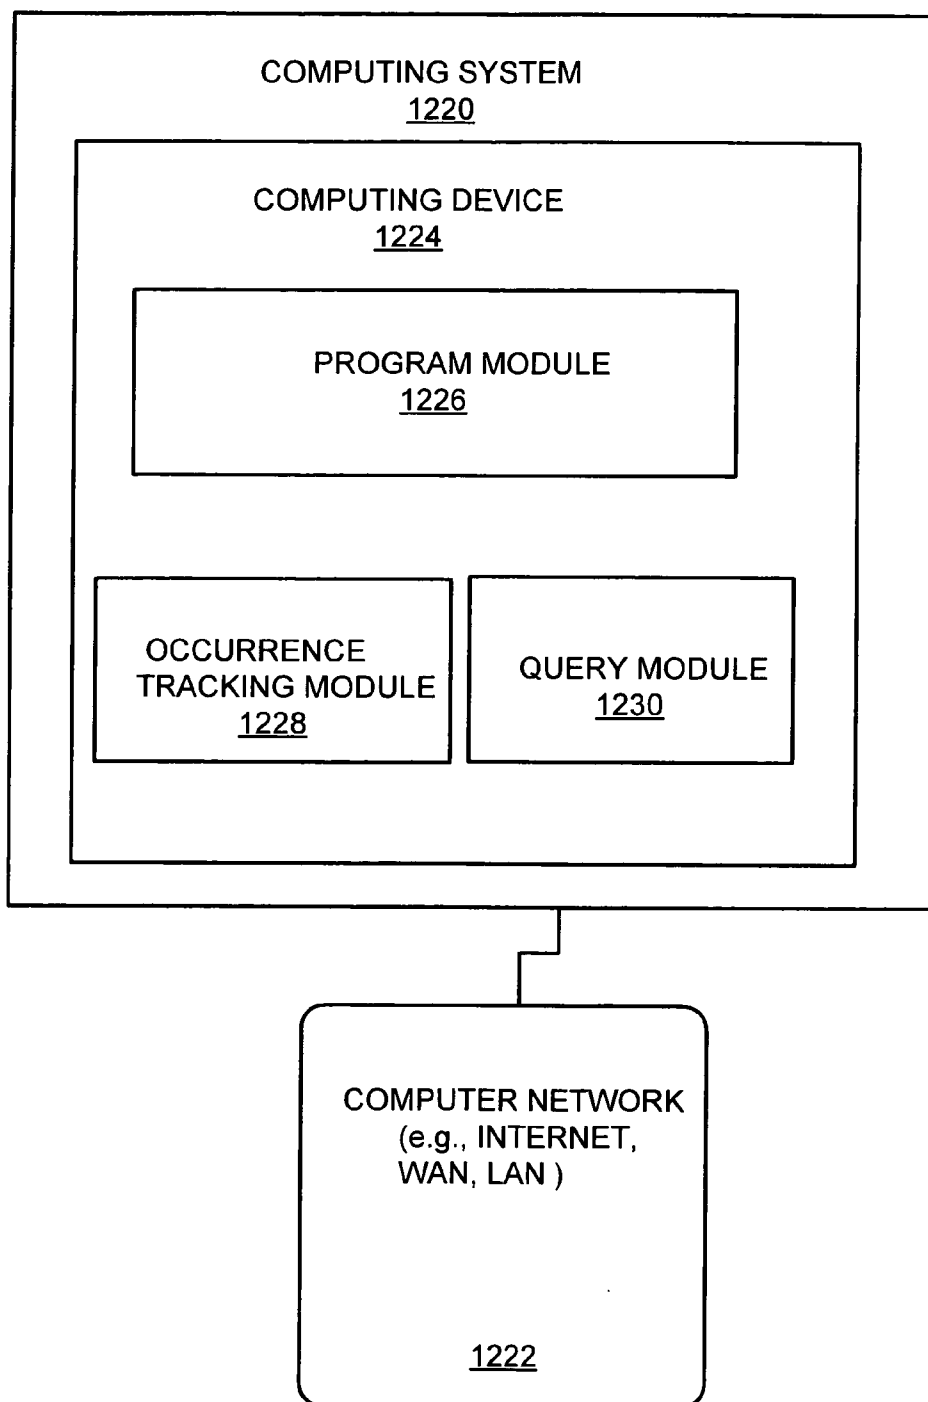 COMPUTING SYSTEM
1220
COMPUTING DEVICE
1224
PROGRAM MODULE
1226
OCCURRENCE
TRACKING MODULE
1228
QUERY MODULE
1230
COMPUTER NETWORK
(e.g., INTERNET,
WAN, LAN )
1222